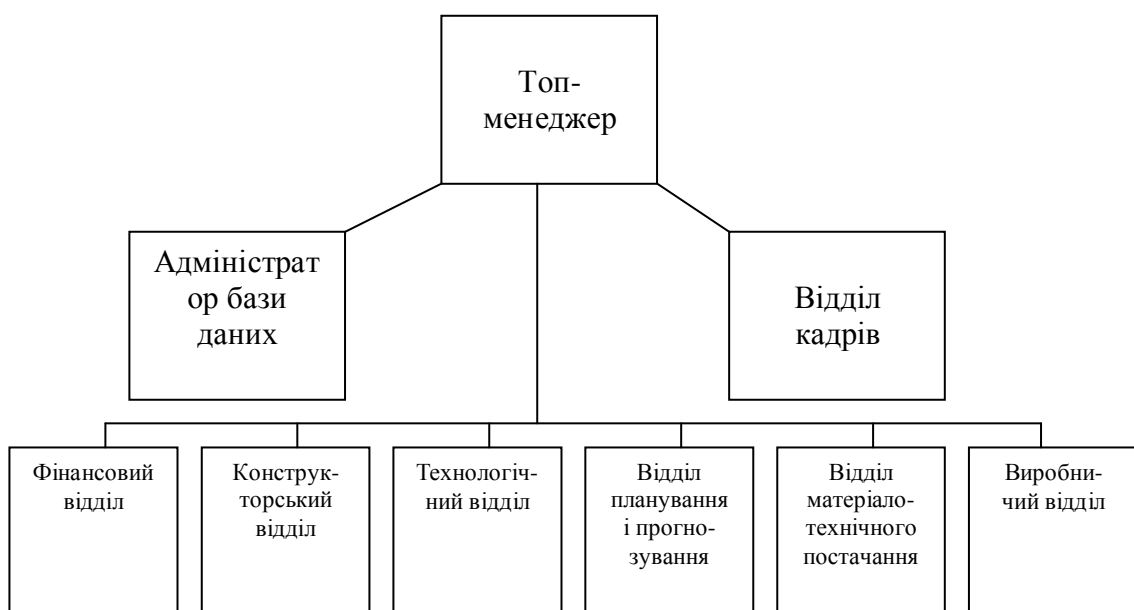 Топ-
менеджер
Адміністрат
ор бази
даних
Відділ
кадрів
Фінансовий
відділ
Конструк-
торський
відділ
Технологіч-
ний відділ
Відділ
планування
і прогно-
зування
Відділ
матеріало-
технічного
постачання
Виробни-
чий відділ